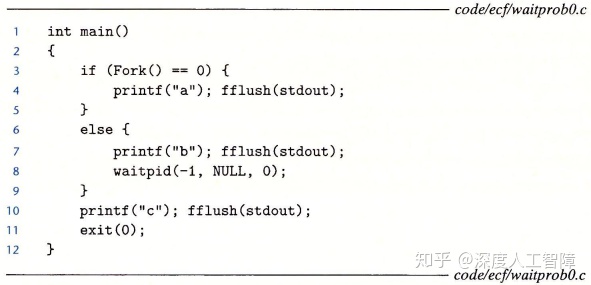 code/ecf/waitprob0.c
1 int main()
2 {
3     if (Fork() == 0) {
4         printf("a"); fflush(stdout);
5     }
6     else {
7         printf("b"); fflush(stdout);
8         waitpid(-1, NULL, 0);
9     }
10     printf("c"); fflush(stdout);
11     exit(0);
12 }
知乎 @深度人工智障
code/ecf/waitprob0.c